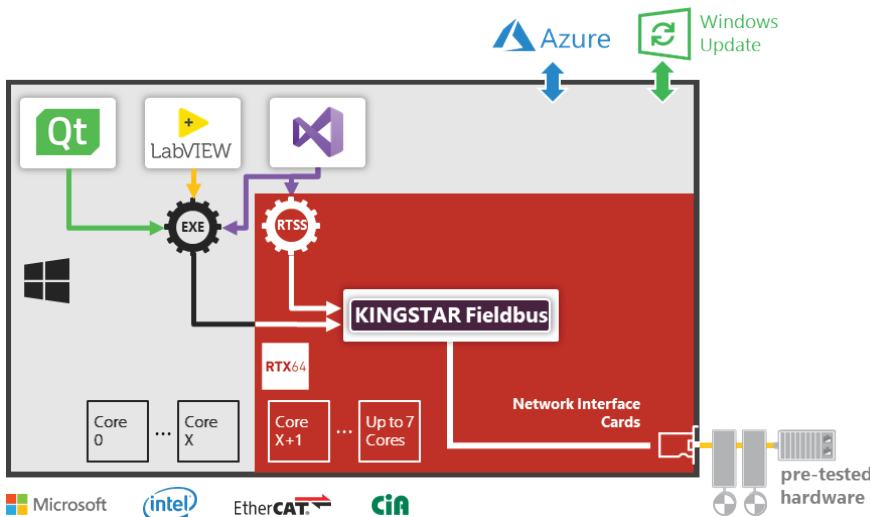 Azure
Windows
Update
Qt
LabVIEW
EXE
RTSS
KINGSTAR Fieldbus
RTX64
Core
0
...
Core
X
Core
X+1
...
Up to 7
Cores
Network Interface
Cards
pre-tested
hardware
Microsoft
intel
EtherCAT®
CiA